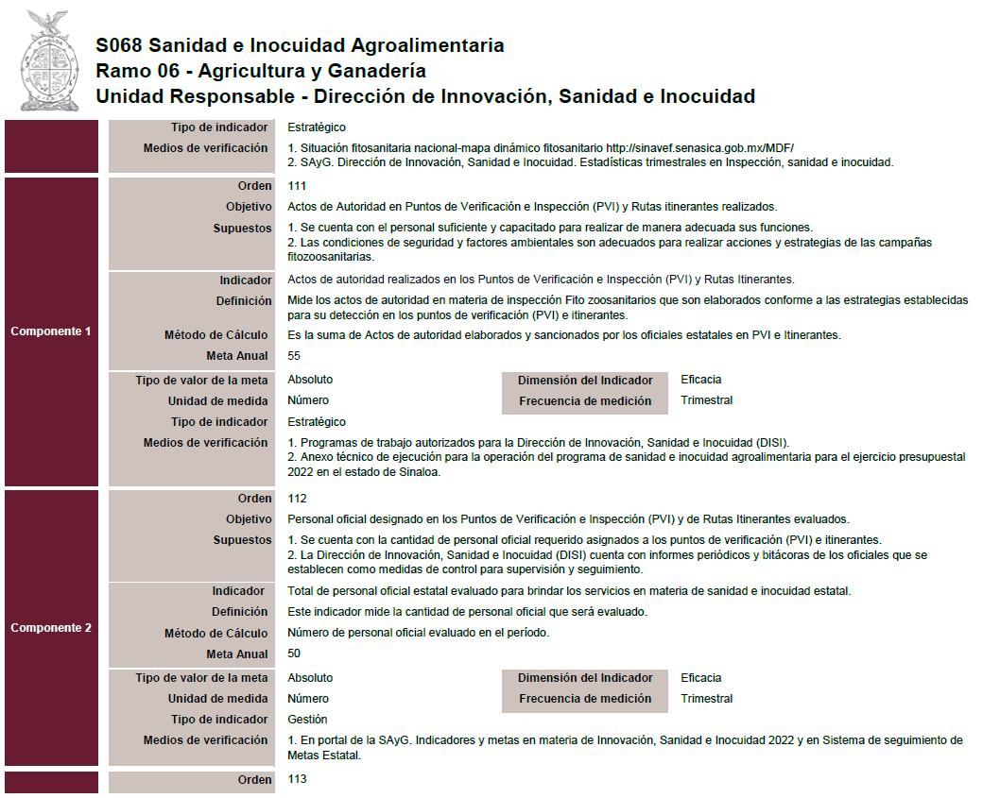 S068 Sanidad e Inocuidad Agroalimentaria
Ramo 06 - Agricultura y Ganadería
Unidad Responsable - Dirección de Innovación, Sanidad e Inocuidad
Tipo de indicador Estratégico
Medios de verificación 1. Situación fitosanitaria nacional-mapa dinámico fitosanitario http://sinavef.senasica.gob.mx/MDF/
2. SAyG. Dirección de Innovación, Sanidad e Inocuidad. Estadísticas trimestrales en Inspección, sanidad e inocuidad.
Componente 1
Orden 111
Objetivo Actos de Autoridad en Puntos de Verificación e Inspección (PVI) y Rutas itinerantes realizados.
Supuestos 1. Se cuenta con el personal suficiente y capacitado para realizar de manera adecuada sus funciones.
2. Las condiciones de seguridad y factores ambientales son adecuados para realizar acciones y estrategias de las campañas
fitozoosanitarias.
Indicador Actos de autoridad realizados en los Puntos de Verificación e Inspección (PVI) y Rutas Itinerantes.
Definición Mide los actos de autoridad en materia de inspección Fito zoosanitarios que son elaborados conforme a las estrategias establecidas
para su detección en los puntos de verificación (PVI) e itinerantes.
Método de Cálculo Es la suma de Actos de autoridad elaborados y sancionados por los oficiales estatales en PVI e Itinerantes.
Meta Anual 55
Tipo de valor de la meta Absoluto Dimensión del Indicador Eficacia
Unidad de medida Número Frecuencia de medición Trimestral
Tipo de indicador Estratégico
Medios de verificación 1. Programas de trabajo autorizados para la Dirección de Innovación, Sanidad e Inocuidad (DISI).
2. Anexo técnico de ejecución para la operación del programa de sanidad e inocuidad agroalimentaria para el ejercicio presupuestal
2022 en el estado de Sinaloa.
Componente 2
Orden 112
Objetivo Personal oficial designado en los Puntos de Verificación e Inspección (PVI) y de Rutas Itinerantes evaluados.
Supuestos 1. Se cuenta con la cantidad de personal oficial requerido asignados a los puntos de verificación (PVI) e itinerantes.
2. La Dirección de Innovación, Sanidad e Inocuidad (DISI) cuenta con informes periódicos y bitácoras de los oficiales que se
establecen como medidas de control para supervisión y seguimiento.
Indicador Total de personal oficial estatal evaluado para brindar los servicios en materia de sanidad e inocuidad estatal.
Definición Este indicador mide la cantidad de personal oficial que será evaluado.
Método de Cálculo Número de personal oficial evaluado en el período.
Meta Anual 50
Tipo de valor de la meta Absoluto Dimensión del Indicador Eficacia
Unidad de medida Número Frecuencia de medición Trimestral
Tipo de indicador Gestión
Medios de verificación 1. En portal de la SAyG. Indicadores y metas en materia de Innovación, Sanidad e Inocuidad 2022 y en Sistema de seguimiento de
Metas Estatal.
Orden 113